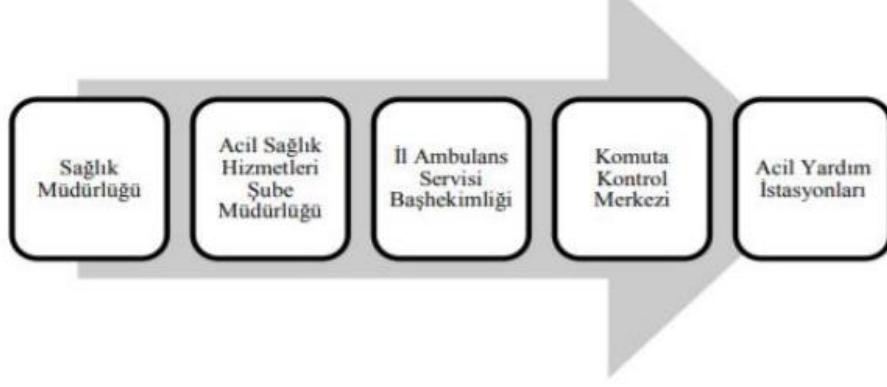 Sağlık
Müdürlüğü
Acil Sağlık
Hizmetleri
Şube
Müdürlüğü
İl Ambulans
Servisi
Başhekimliği
Komuta
Kontrol
Merkezi
Acil Yardım
İstasyonları